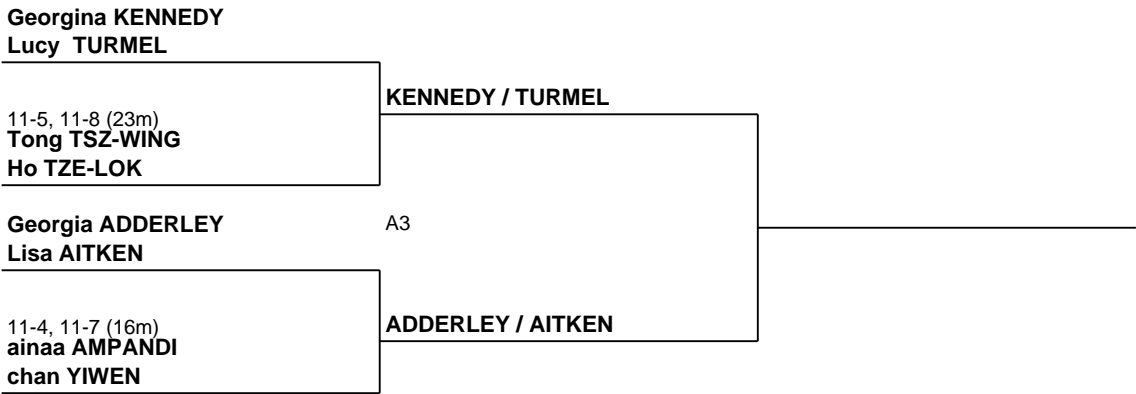 Georgina KENNEDY
Lucy  TURMEL
KENNEDY / TURMEL
11-5, 11-8 (23m)
Tong TSZ-WING
Ho TZE-LOK
Georgia ADDERLEY
A3
Lisa AITKEN
ADDERLEY / AITKEN
11-4, 11-7 (16m)
ainaa AMPANDI
chan YIWEN